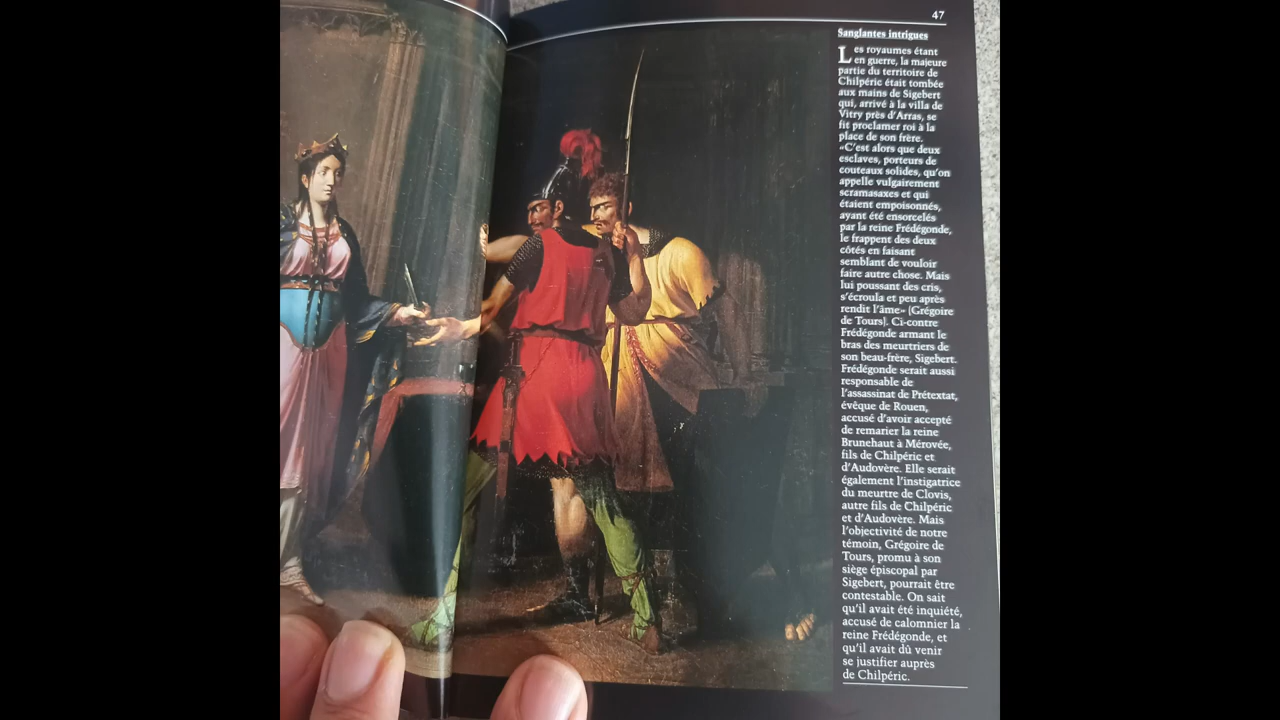 47
Sanglantes intrigues
Les royaumes étant
en guerre, la majeure
partie du territoire de
Chilpéric était tombée
aux mains de Sigebert
qui, arrivé à la villa de
Vitry près d'Arras, se
fit proclamer roi à la
place de son frère.
«C'est alors que deux
esclaves, porteurs de
couteaux solides, qu'on
appelle vulgairement
scramasaxes et qui
étaient empoisonnés,
ayant été ensorcelés
par la reine Frédégonde,
le frappent des deux
côtés en faisant
semblant de vouloir
faire autre chose. Mais
lui poussant des cris,
s'écroula et peu après
rendit l'âme» (Grégoire
de Tours). Ci-contre
Frédégonde armant le
bras des meurtriers de
son beau-frère, Sigebert.
Frédégonde serait aussi
responsable de
l'assassinat de Prétextat,
évêque de Rouen,
accusé d'avoir accepté
de remarier la reine
Brunehaut à Mérovée,
fils de Chilpéric et
d'Audovère. Elle serait
également l'instigatrice
du meurtre de Clovis,
autre fils de Chilpéric
et d'Audovère. Mais
l'objectivité de notre
témoin, Grégoire de
Tours, promu à son
siège épiscopal par
Sigebert, pourrait être
contestable. On sait
qu'il avait été inquiété,
accusé de calomnier la
reine Frédégonde, et
qu'il avait dû venir
se justifier auprès
de Chilpéric.